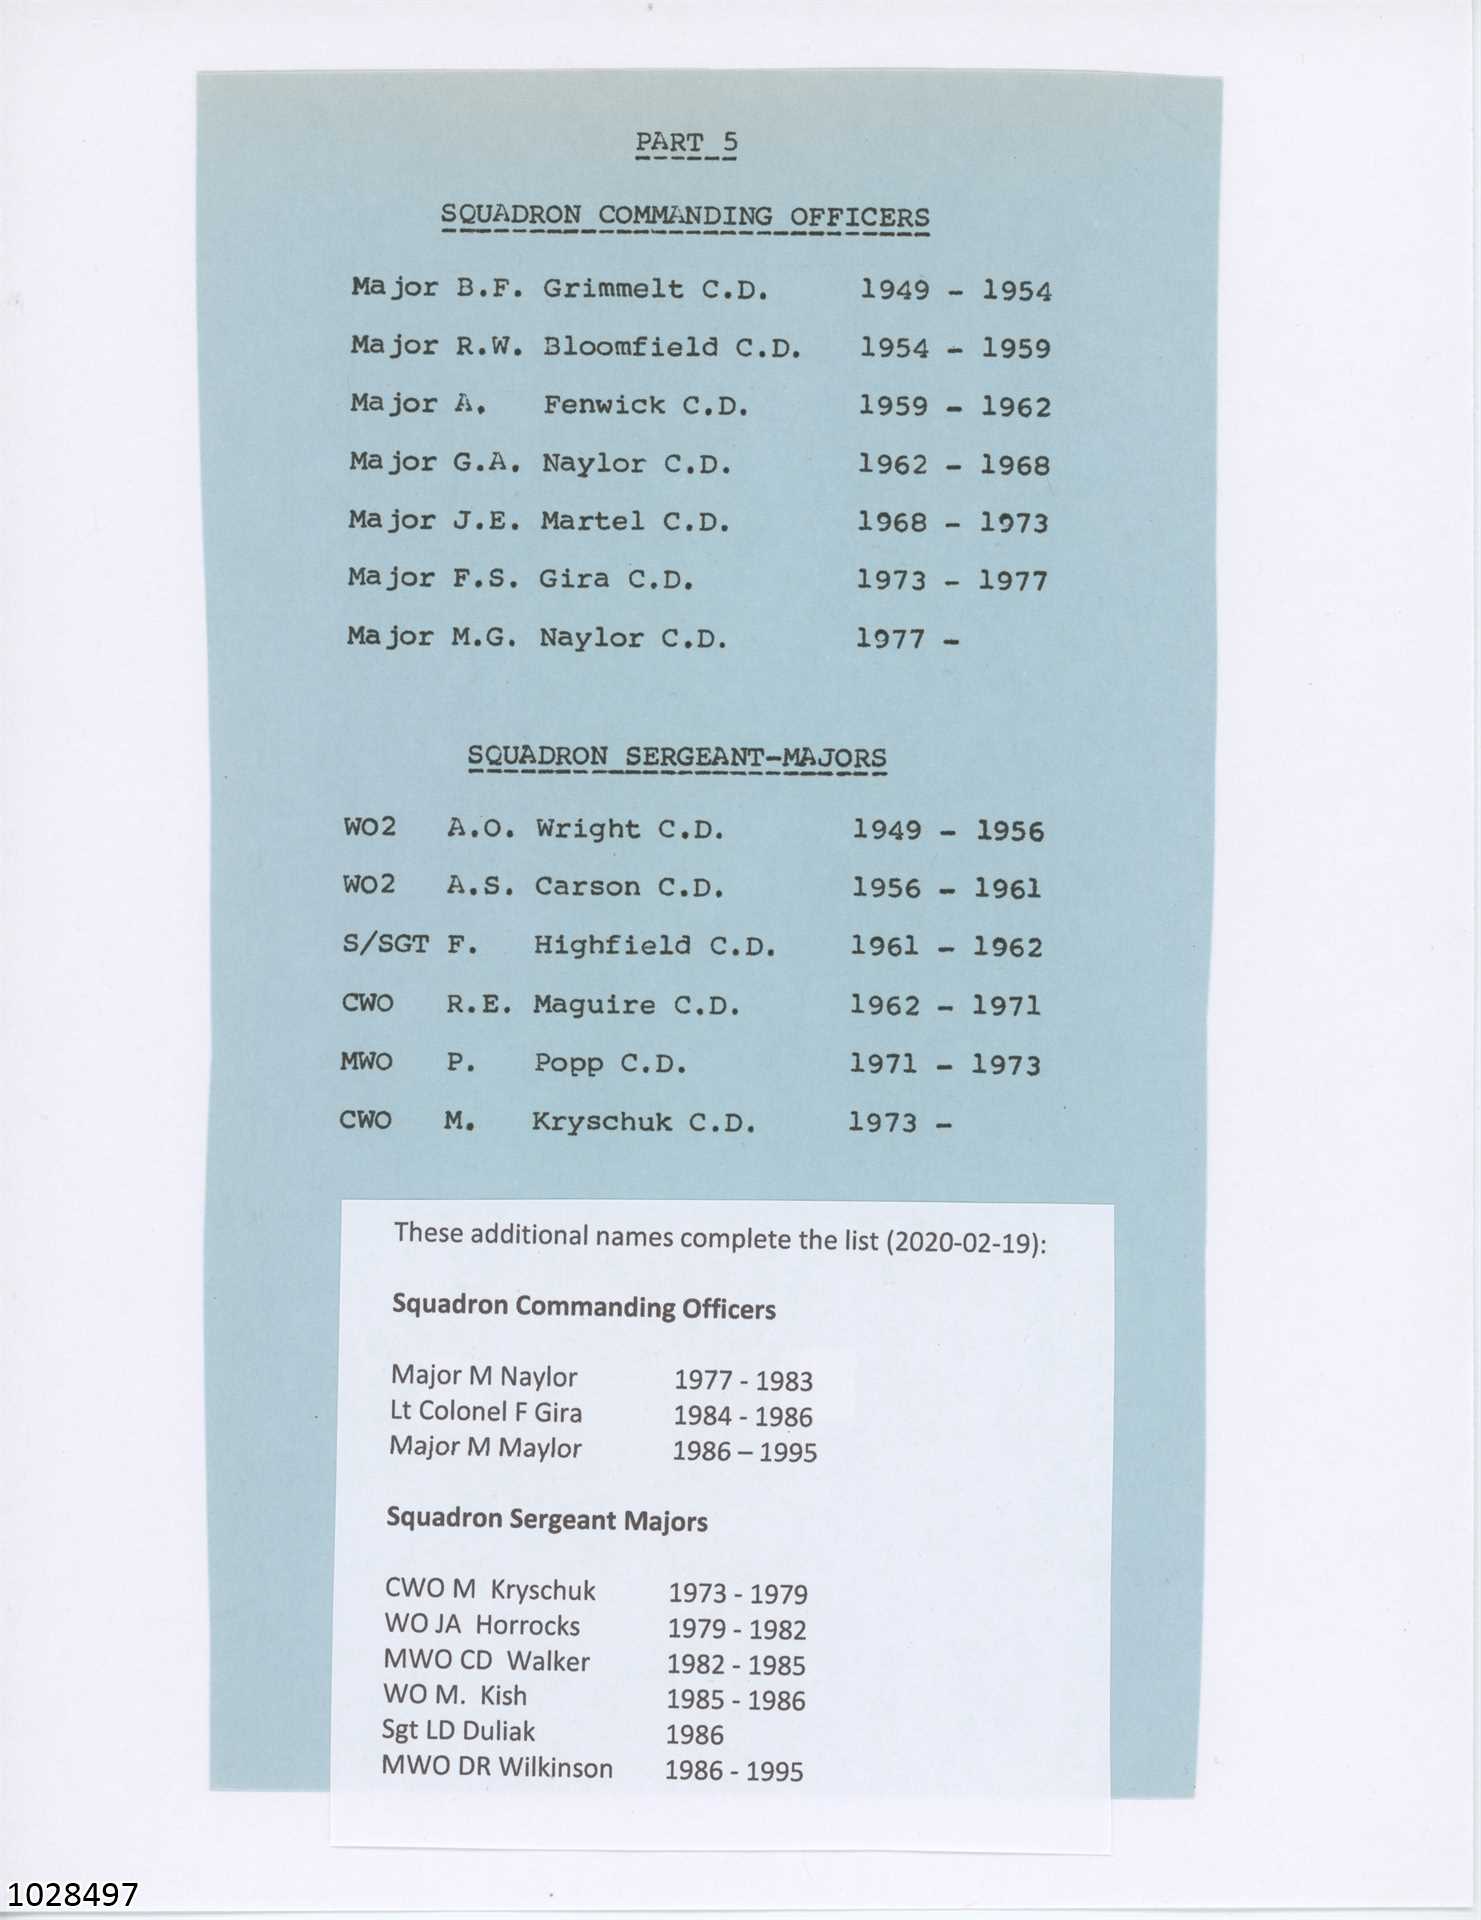 PART 5
SQUADRON COMMANDING OFFICERS
Major B.F. Grimmelt C.D. 1949 - 1954
Major R.W. Bloomfield C.D. 1954 - 1959
Major A. Fenwick C.D. 1959 - 1962
Major G.A. Naylor C.D. 1962 - 1968
Major J.E. Martel C.D. 1968 - 1973
Major F.S. Gira C.D. 1973 - 1977
Major M.G. Naylor C.D. 1977 -
SQUADRON SERGEANT-MAJORS
WO2 A.O. Wright C.D. 1949 - 1956
WO2 A.S. Carson C.D. 1956 - 1961
S/SGT F. Highfield C.D. 1961 - 1962
CWO R.E. Maguire C.D. 1962 - 1971
MWO P. Popp C.D. 1971 - 1973
CWO M. Kryschuk C.D. 1973 -
These additional names complete the list (2020-02-19):
Squadron Commanding Officers
Major M Naylor 1977 - 1983
Lt Colonel F Gira 1984 - 1986
Major M Maylor 1986 – 1995
Squadron Sergeant Majors
CWO M Kryschuk 1973 - 1979
WO JA Horrocks 1979 - 1982
MWO CD Walker 1982 - 1985
WO M. Kish 1985 - 1986
Sgt LD Duliak 1986
MWO DR Wilkinson 1986 - 1995
1028497